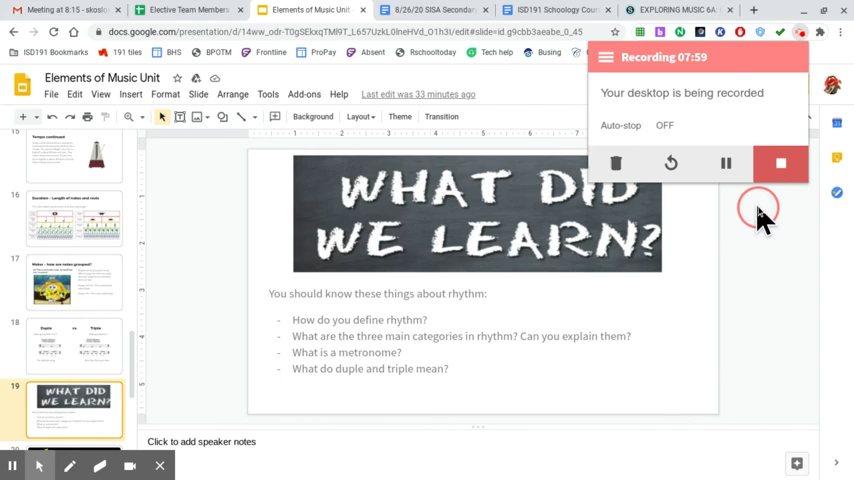 Meeting at 8:15 - skoslo
Elective Team Members
Elements of Music Unit -
8/26/20 SISA Secondary
ISD191 Schoology Cour
EXPLORING MUSIC 6A:
docs.google.com/presentation/d/14ww_odr-T0gSEkxqTMl9T_L657UzkL0lneHVd_O1h3I/edit#slide=id.g9cbb3aeabe_0_45
ISD191 Bookmarks
191 tiles
BHS
BPOTM
Frontline
ProPay
Absent
Rschooltoday
Tech help
Busing
Recording 07:59
Your desktop is being recorded
Auto-stop OFF
Elements of Music Unit
File Edit View Insert Format Slide Arrange Tools Add-ons Help Last edit was 33 minutes ago
Background Layout Theme Transition
15
Tempo continued
16
Duration - Length of notes and rests
17
Meter - how are notes grouped?
18
Duple vs Triple
19
WHAT DID
WE LEARN?
20
WHAT DID
WE LEARN?
You should know these things about rhythm:
- How do you define rhythm?
- What are the three main categories in rhythm? Can you explain them?
- What is a metronome?
- What do duple and triple mean?
Click to add speaker notes